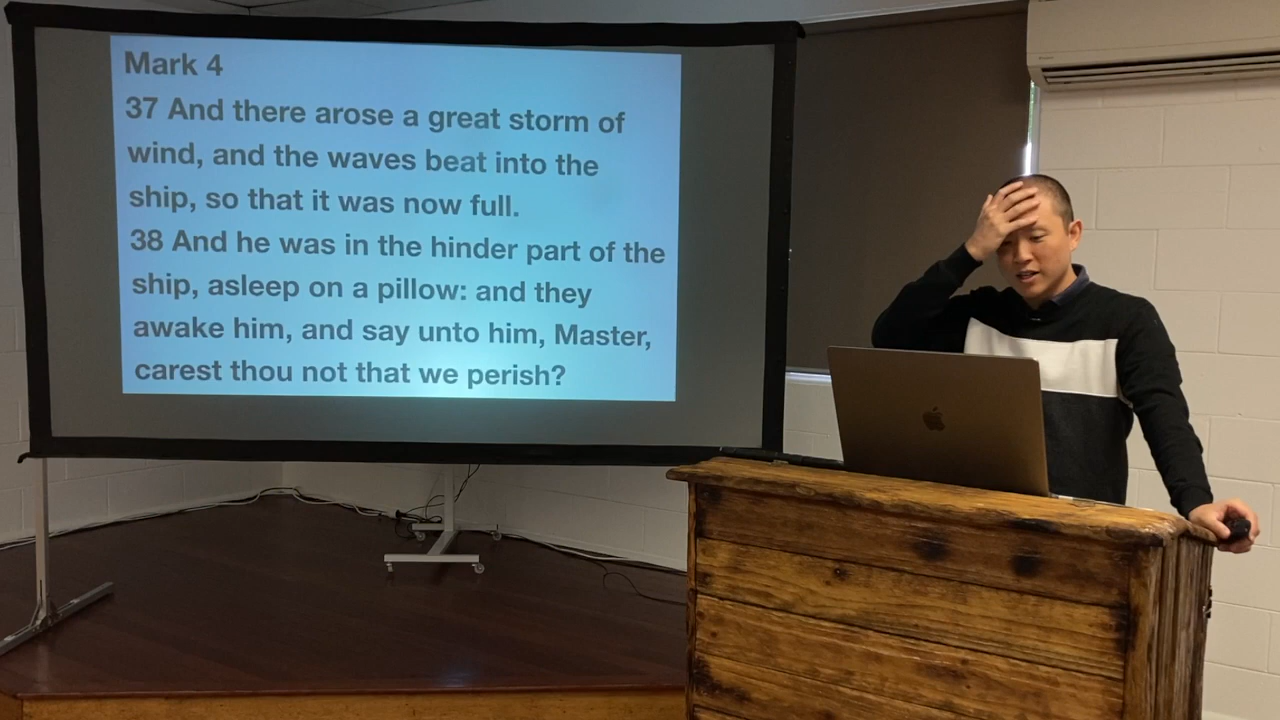 Mark 4
37 And there arose a great storm of
wind, and the waves beat into the
ship, so that it was now full.
38 And he was in the hinder part of the
ship, asleep on a pillow: and they
awake him, and say unto him, Master,
carest thou not that we perish?